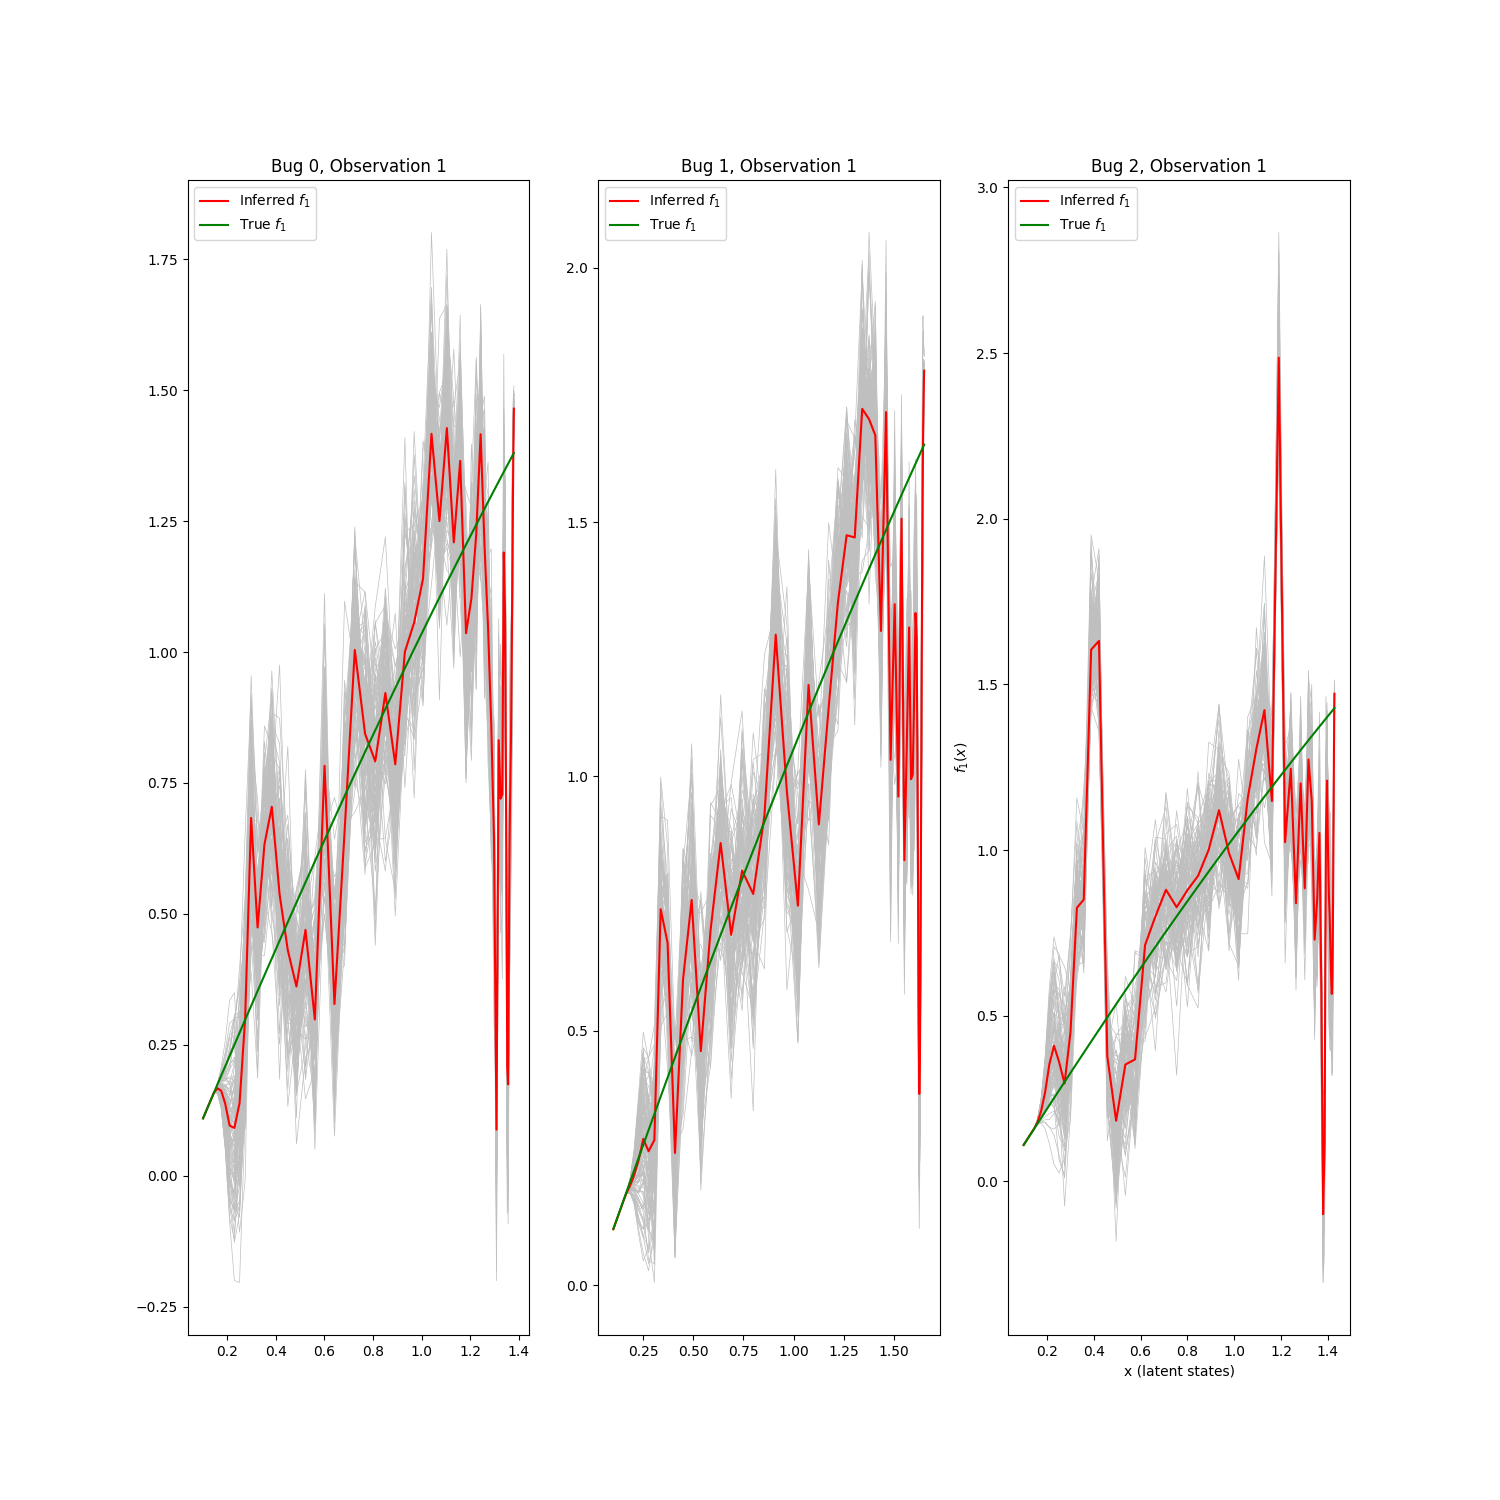 Bug 0, Observation 1
Inferred f₁
True f₁
1.75
1.50
1.25
1.00
0.75
0.50
0.25
0.00
−0.25
0.2 0.4 0.6 0.8 1.0 1.2 1.4
Bug 1, Observation 1
Inferred f₁
True f₁
2.0
1.5
1.0
0.5
0.0
0.25 0.50 0.75 1.00 1.25 1.50
Bug 2, Observation 1
Inferred f₁
True f₁
3.0
2.5
2.0
1.5
1.0
0.5
0.0
f₁(x)
0.2 0.4 0.6 0.8 1.0 1.2 1.4
x (latent states)